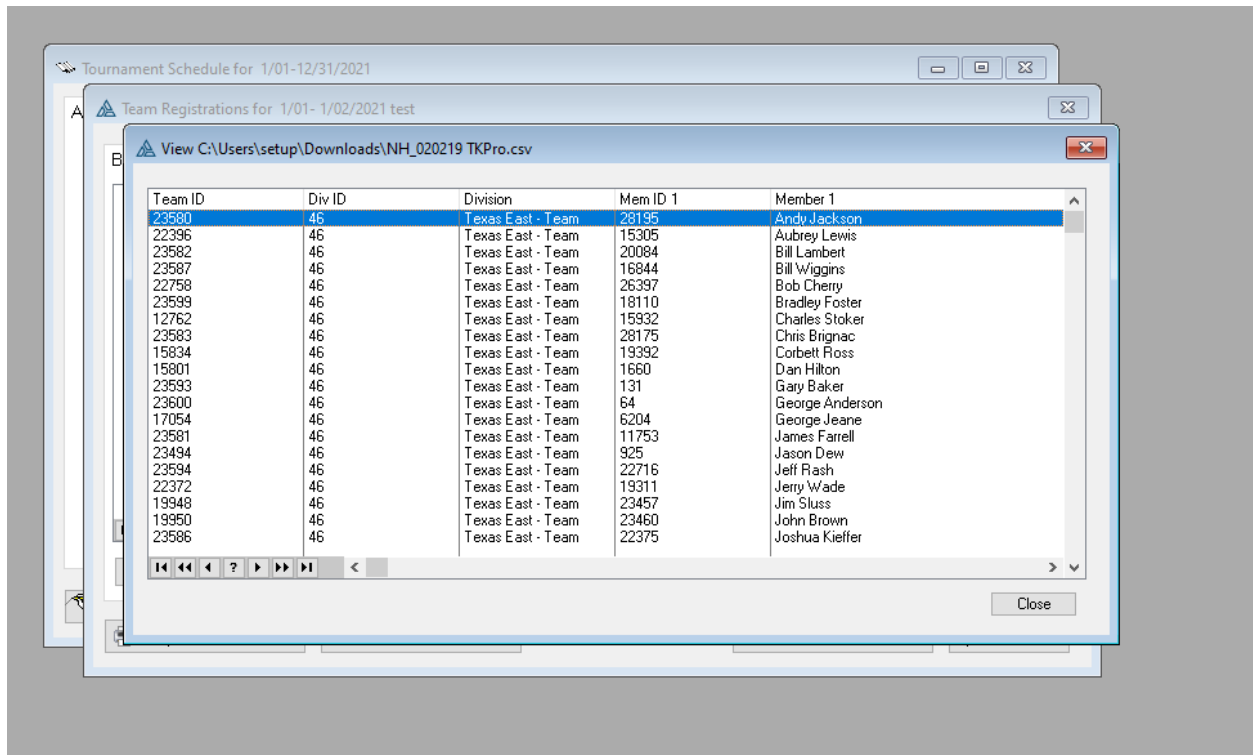 Tournament Schedule for 1/01-12/31/2021
A
Team Registrations for 1/01- 1/02/2021 test
B
View C:\Users\setup\Downloads\NH_020219 TKPro.csv
Team ID Div ID Division Mem ID 1 Member 1
23580 46 Texas East - Team 28195 Andy Jackson
22396 46 Texas East - Team 15305 Aubrey Lewis
23582 46 Texas East - Team 20084 Bill Lambert
23587 46 Texas East - Team 16844 Bill Wiggins
22758 46 Texas East - Team 26397 Bob Cherry
23599 46 Texas East - Team 18110 Bradley Foster
12762 46 Texas East - Team 15932 Charles Stoker
23583 46 Texas East - Team 28175 Chris Brignac
15834 46 Texas East - Team 19392 Corbett Ross
15801 46 Texas East - Team 1660 Dan Hilton
23593 46 Texas East - Team 131 Gary Baker
23600 46 Texas East - Team 64 George Anderson
17054 46 Texas East - Team 6204 George Jeane
23581 46 Texas East - Team 11753 James Farrell
23494 46 Texas East - Team 925 Jason Dew
23594 46 Texas East - Team 22716 Jeff Rash
22372 46 Texas East - Team 19311 Jerry Wade
19948 46 Texas East - Team 23457 Jim Sluss
19950 46 Texas East - Team 23460 John Brown
23586 46 Texas East - Team 22375 Joshua Kieffer
?
Close